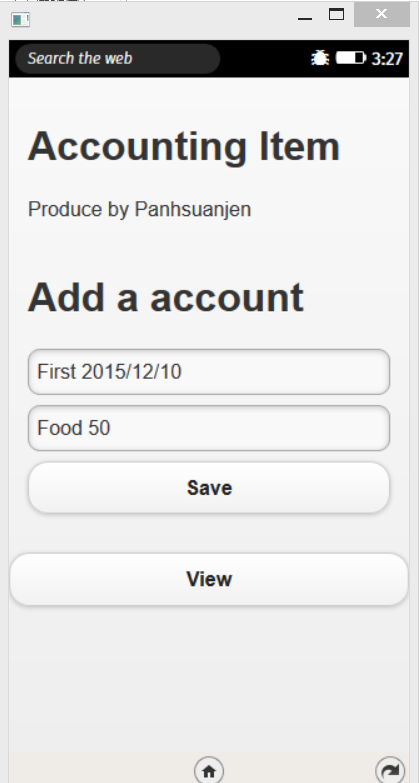 Search the web
3:27
Accounting Item
Produce by Panhsuanjen
Add a account
First 2015/12/10
Food 50
Save
View